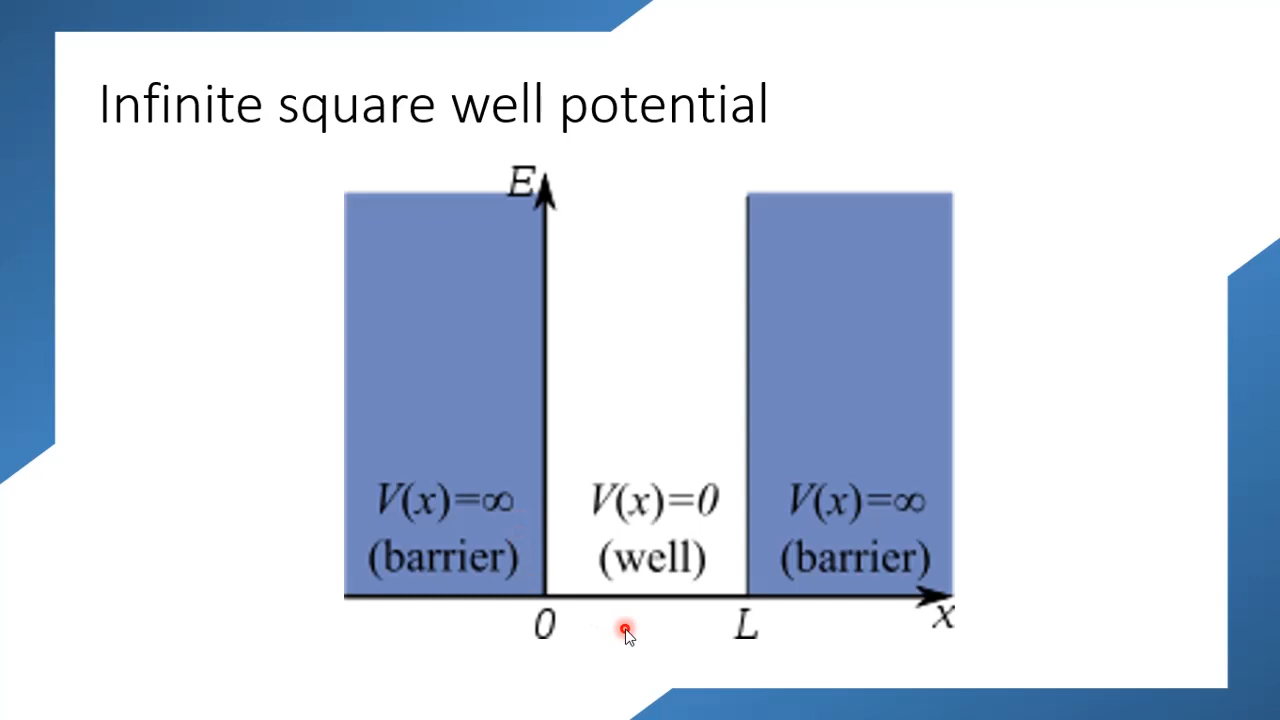 Infinite square well potential
E
V(x)=∞ V(x)=0 V(x)=∞
(barrier) (well) (barrier)
0 L x